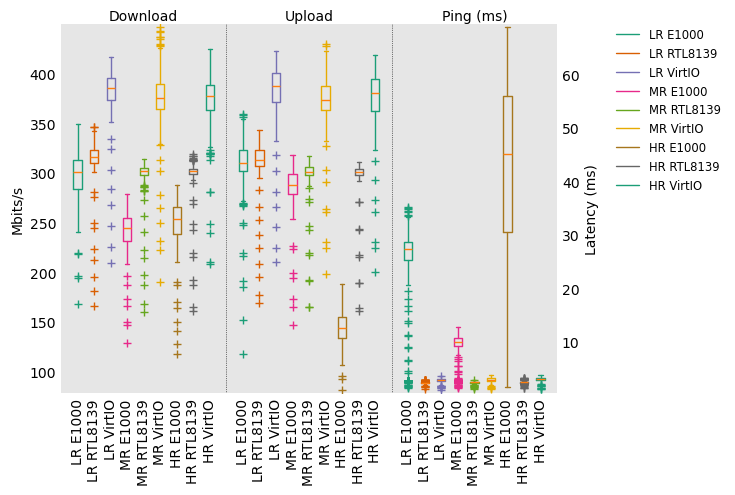 Download Upload Ping (ms)
LR E1000
LR RTL8139
LR VirtIO
MR E1000
MR RTL8139
MR VirtIO
HR E1000
HR RTL8139
HR VirtIO
Mbits/s
400
350
300
250
200
150
100
Latency (ms)
60
50
40
30
20
10
LR E1000
LR RTL8139
LR VirtIO
MR E1000
MR RTL8139
MR VirtIO
HR E1000
HR RTL8139
HR VirtIO
LR E1000
LR RTL8139
LR VirtIO
MR E1000
MR RTL8139
MR VirtIO
HR E1000
HR RTL8139
HR VirtIO
LR E1000
LR RTL8139
LR VirtIO
MR E1000
MR RTL8139
MR VirtIO
HR E1000
HR RTL8139
HR VirtIO